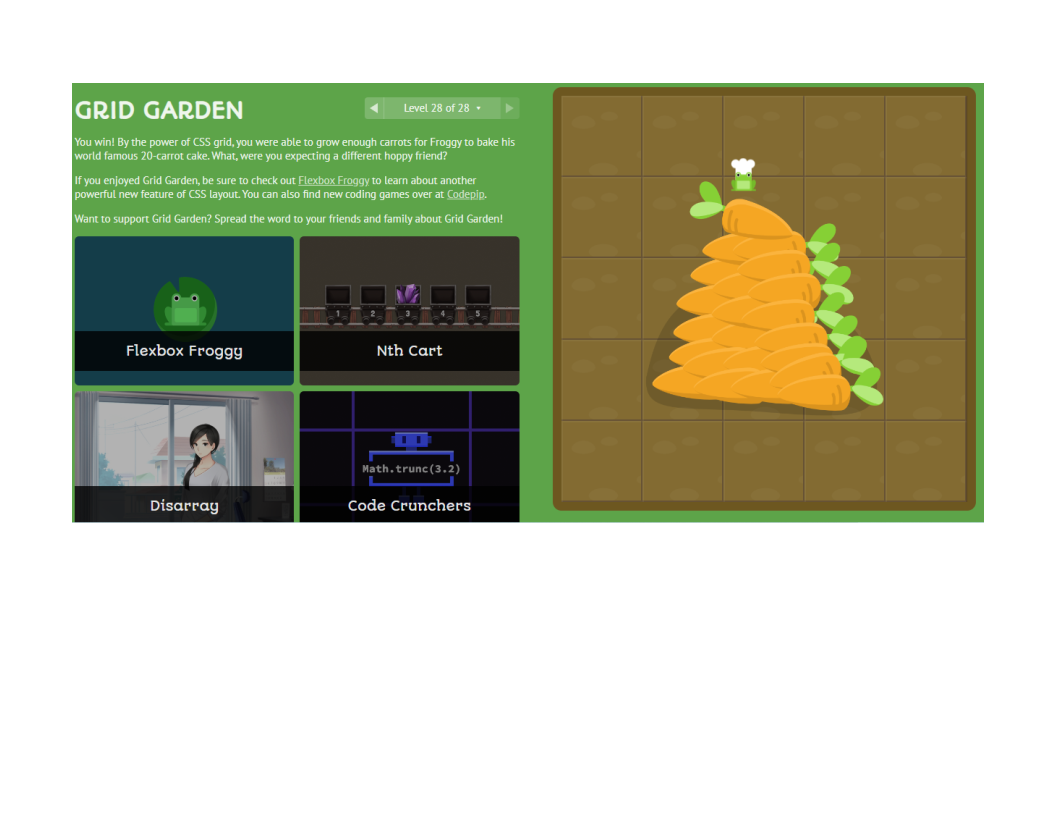 GRID GARDEN
◀ Level 28 of 28 ▾ ▶
You win! By the power of CSS grid, you were able to grow enough carrots for Froggy to bake his
world famous 20-carrot cake. What, were you expecting a different hoppy friend?
If you enjoyed Grid Garden, be sure to check out Flexbox Froggy to learn about another
powerful new feature of CSS layout. You can also find new coding games over at Codepip.
Want to support Grid Garden? Spread the word to your friends and family about Grid Garden!
1 2 3 4 5
Flexbox Froggy
Nth Cart
Math.trunc(3.2)
Disarray
Code Crunchers